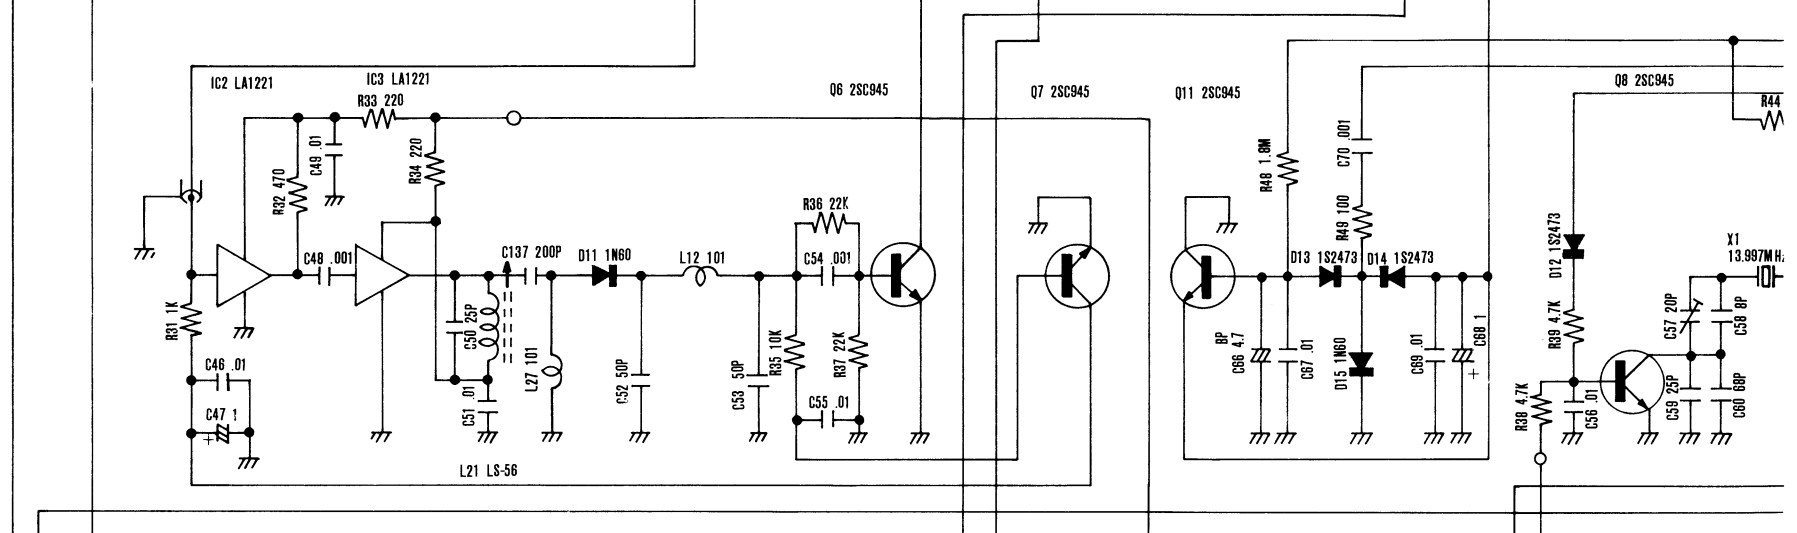 IC2 LA1221
IC3 LA1221
R33 220
Q6 2SC945
Q7 2SC945
Q11 2SC945
Q8 2SC945
R44
C49 .01
R34 220
R32 470
R48 1.8M
C70 .001
R49 100
R36 22K
D12 1S2473
X1
13.997MHz
C48 .001
C137 200P
D11 1N60
L12 101
C54 .001
D13 1S2473
D14 1S2473
R31 1K
C50 25P
R35 10K
R37 22K
BP
C66 4.7
C67 .01
D15 1N60
C69 .01
C68 1
+
R39 4.7K
C57 20P
C58 8P
C46 .01
C47 1
+
C51 .01
L27 101
C52 50P
C53 50P
C55 .01
R38 4.7K
C56 .01
C59 25P
C60 68P
L21 LS-56